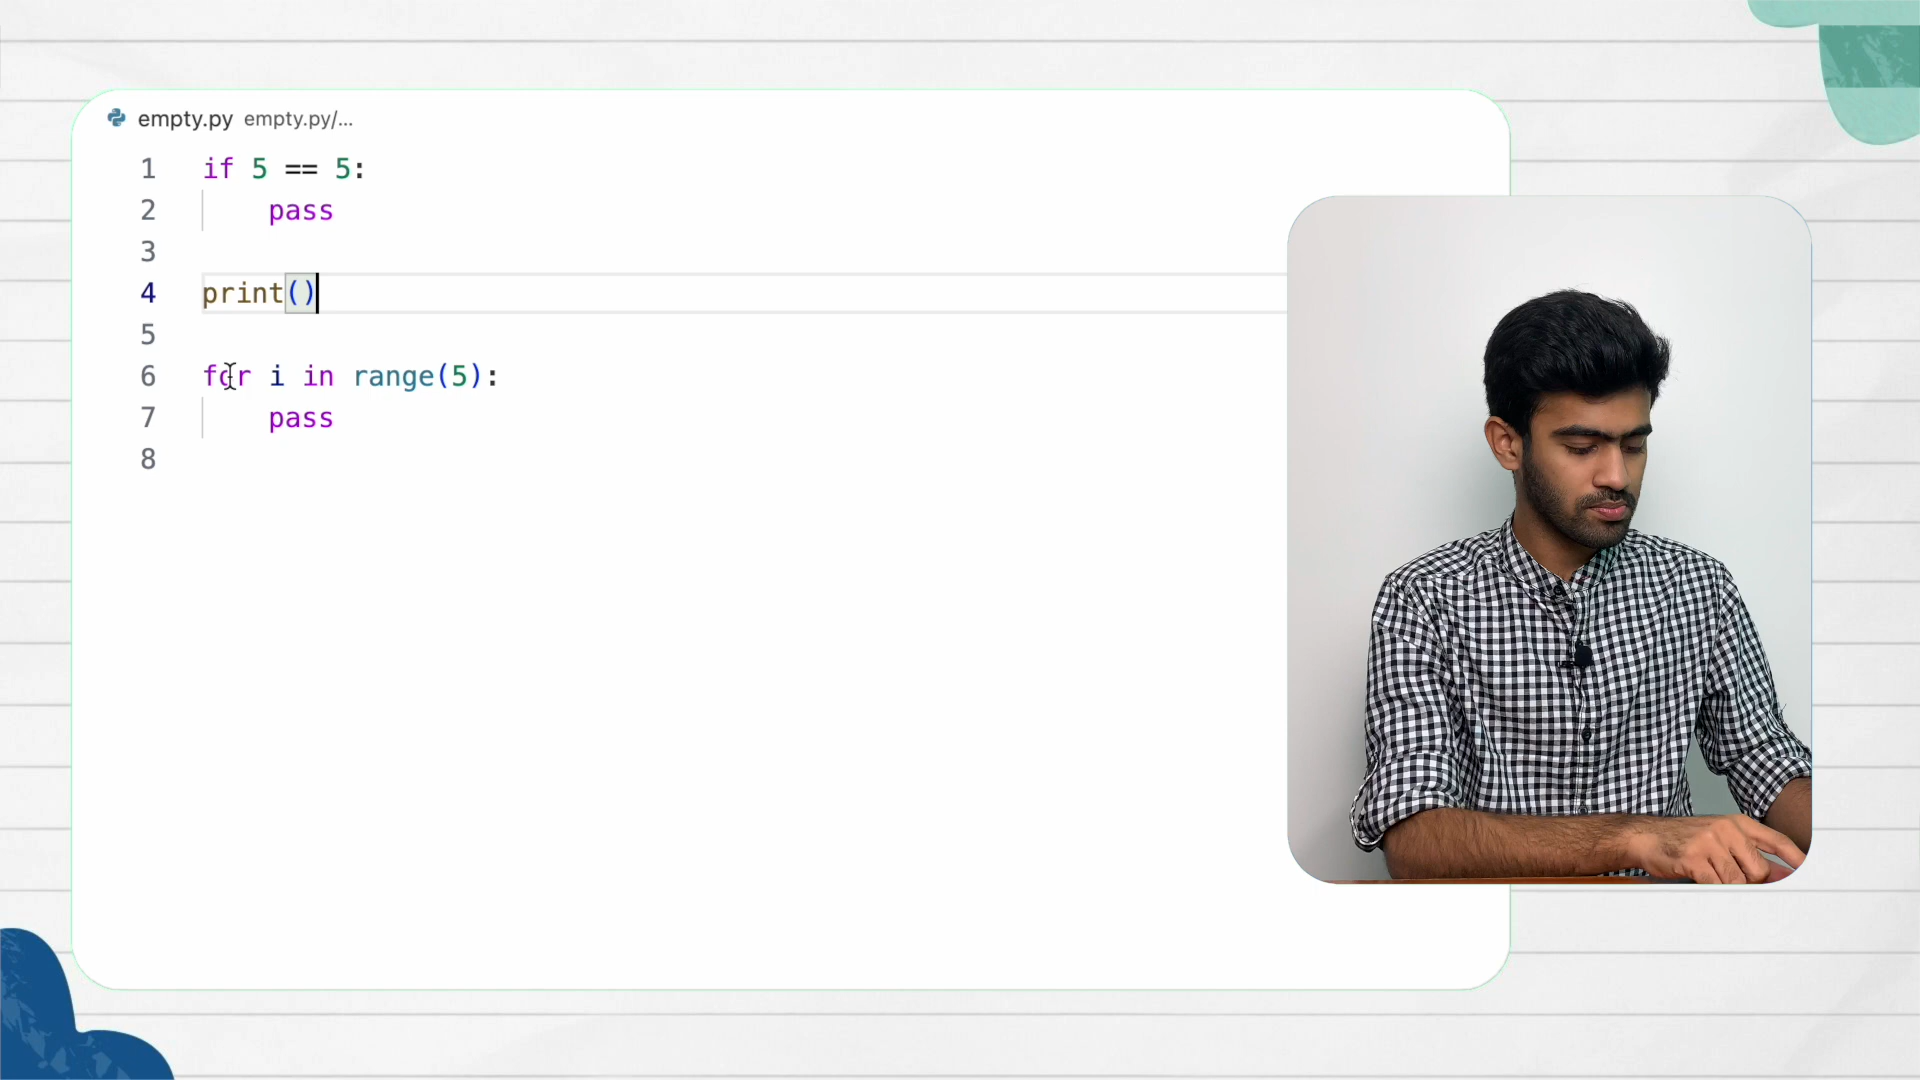 empty.py empty.py/...
1 if 5 == 5:
2     pass
3
4 print()
5
6 for i in range(5):
7     pass
8